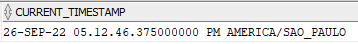 CURRENT_TIMESTAMP
26-SEP-22 05.12.46.375000000 PM AMERICA/SAO_PAULO